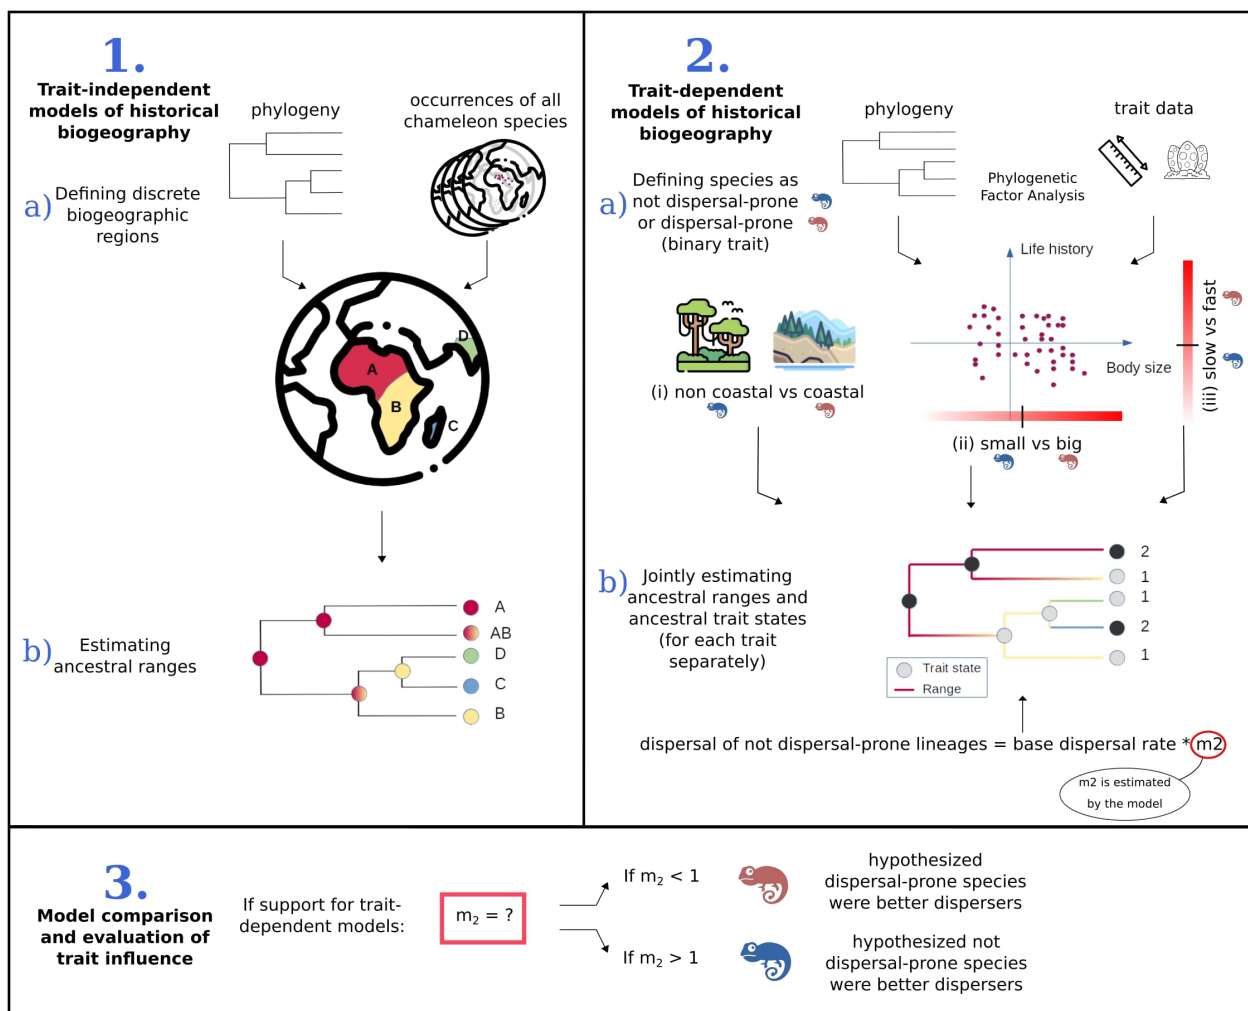 1.
Trait-independent
models of historical
biogeography
phylogeny
occurrences of all
chameleon species
a)
Defining discrete
biogeographic
regions
A
B
C
D
b)
Estimating
ancestral ranges
A
AB
D
C
B
2.
Trait-dependent
models of historical
biogeography
phylogeny
trait data
a)
Defining species as
not dispersal-prone
or dispersal-prone
(binary trait)
Phylogenetic
Factor Analysis
Life history
Body size
(i) non coastal vs coastal
(ii) small vs big
(iii) slow vs fast
b)
Jointly estimating
ancestral ranges and
ancestral trait states
(for each trait
separately)
2
1
1
2
1
Trait state
Range
dispersal of not dispersal-prone lineages = base dispersal rate * m2
m2 is estimated
by the model
3.
Model comparison
and evaluation of
trait influence
If support for trait-
dependent models:
m₂ = ?
If m₂ < 1
hypothesized
dispersal-prone species
were better dispersers
If m₂ > 1
hypothesized not
dispersal-prone species
were better dispersers